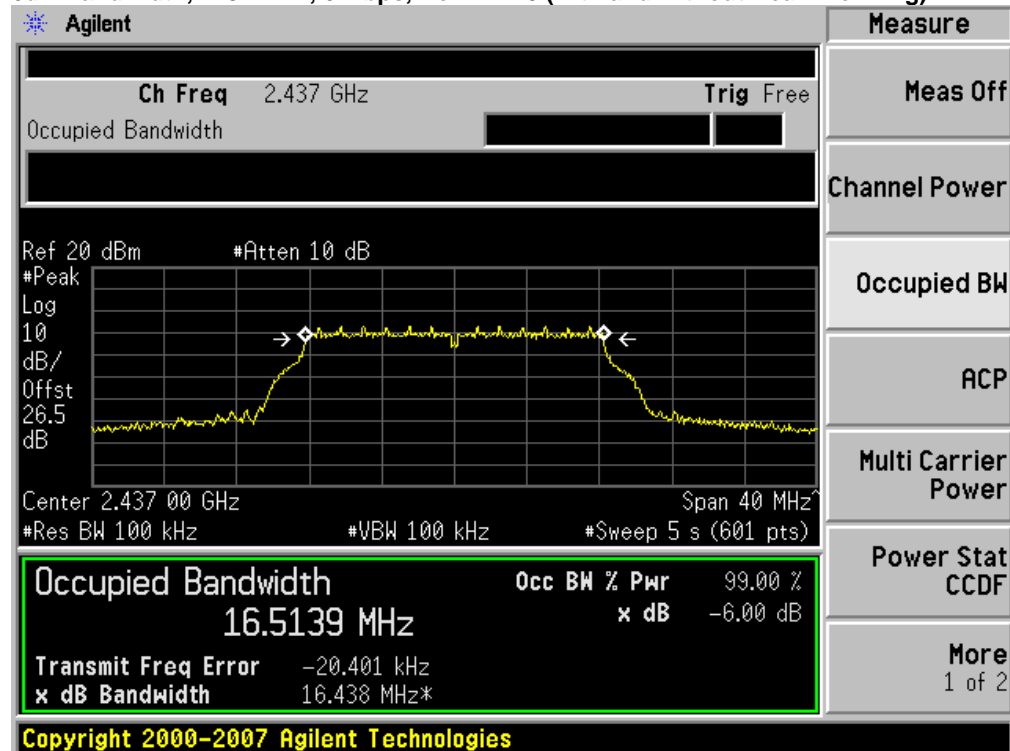 Agilent
Measure
Ch Freq 2.437 GHz
Trig Free
Occupied Bandwidth
Meas Off
Channel Power
Occupied BW
ACP
Multi Carrier
Power
Power Stat
CCDF
More
1 of 2
Ref 20 dBm #Atten 10 dB
#Peak
Log
10
dB/
Offst
26.5
dB
Center 2.437 00 GHz Span 40 MHz^
#Res BW 100 kHz #VBW 100 kHz #Sweep 5 s (601 pts)
Occupied Bandwidth
16.5139 MHz
Occ BW % Pwr 99.00 %
x dB -6.00 dB
Transmit Freq Error -20.401 kHz
x dB Bandwidth 16.438 MHz*
Copyright 2000-2007 Agilent Technologies